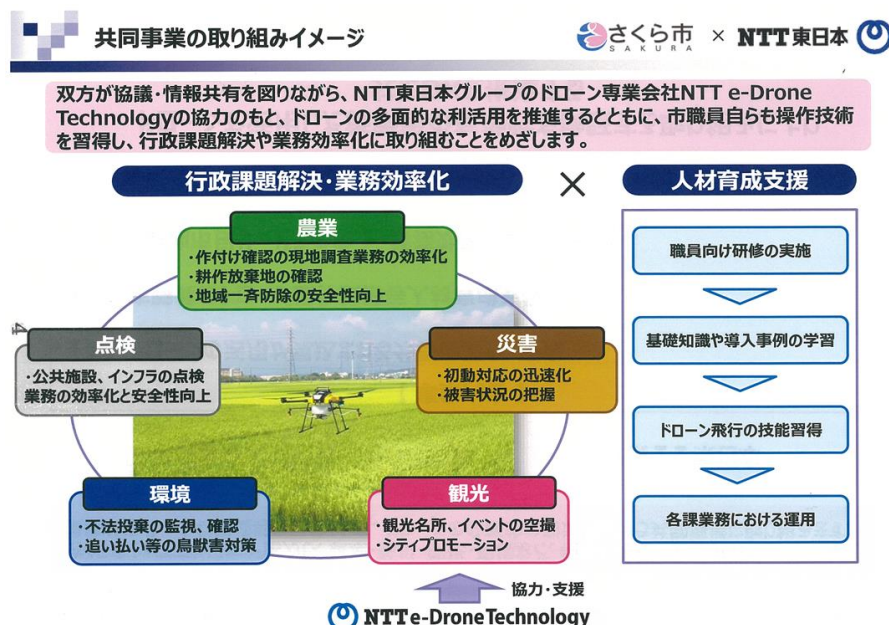 共同事業の取り組みイメージ
さくら市
SAKURA
×
NTT東日本
双方が協議・情報共有を図りながら、NTT東日本グループのドローン専業会社NTT e-Drone
Technologyの協力のもと、ドローンの多面的な利活用を推進するとともに、市職員自らも操作技術
を習得し、行政課題解決や業務効率化に取り組むことをめざします。
行政課題解決・業務効率化
×
人材育成支援
農業
・作付け確認の現地調査業務の効率化
・耕作放棄地の確認
・地域一斉防除の安全性向上
点検
・公共施設、インフラの点検
業務の効率化と安全性向上
災害
・初動対応の迅速化
・被害状況の把握
環境
・不法投棄の監視、確認
・追い払い等の鳥獣害対策
観光
・観光名所、イベントの空撮
・シティプロモーション
協力・支援
NTT e-Drone Technology
職員向け研修の実施
基礎知識や導入事例の学習
ドローン飛行の技能習得
各課業務における運用